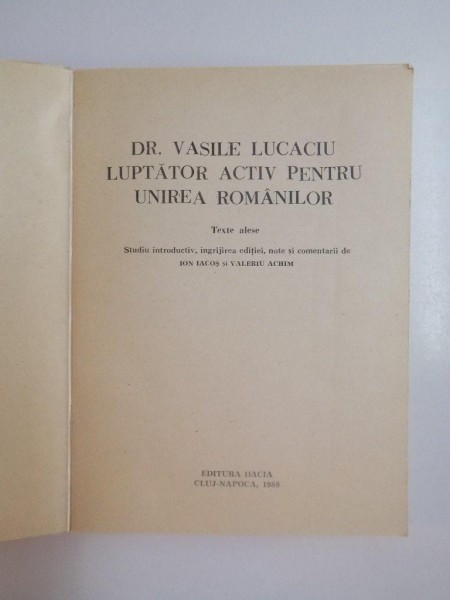 DR. VASILE LUCACIU
LUPTĂTOR ACTIV PENTRU
UNIREA ROMÂNILOR
Texte alese
Studiu introductiv, îngrijirea ediției, note și comentarii de
ION IACOȘ și VALERIU ACHIM
EDITURA DACIA
CLUJ-NAPOCA, 1988